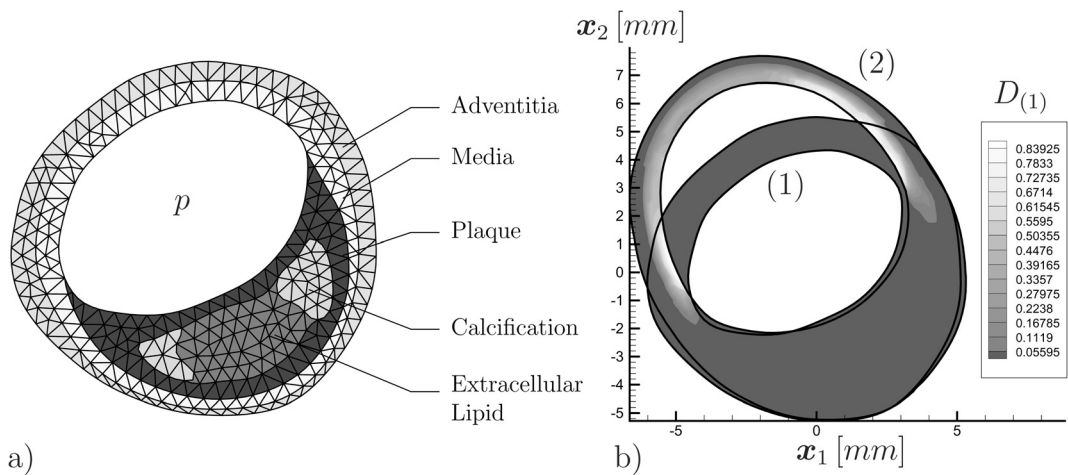 Adventitia
Media
p
Plaque
Calcification
Extracellular
Lipid
a)
x₂ [mm]
7
6
5
4
3
2
1
0
-1
-2
-3
-4
-5
-5 0 5
x₁ [mm]
b)
(1)
(2)
D₍₁₎
0.83925
0.7833
0.72735
0.6714
0.61545
0.5595
0.50355
0.4476
0.39165
0.3357
0.27975
0.2238
0.16785
0.1119
0.05595